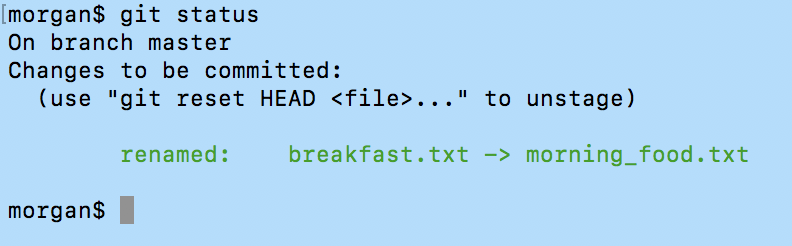 [morgan$ git status
On branch master
Changes to be committed:
  (use "git reset HEAD <file>..." to unstage)

        renamed:    breakfast.txt -> morning_food.txt

morgan$